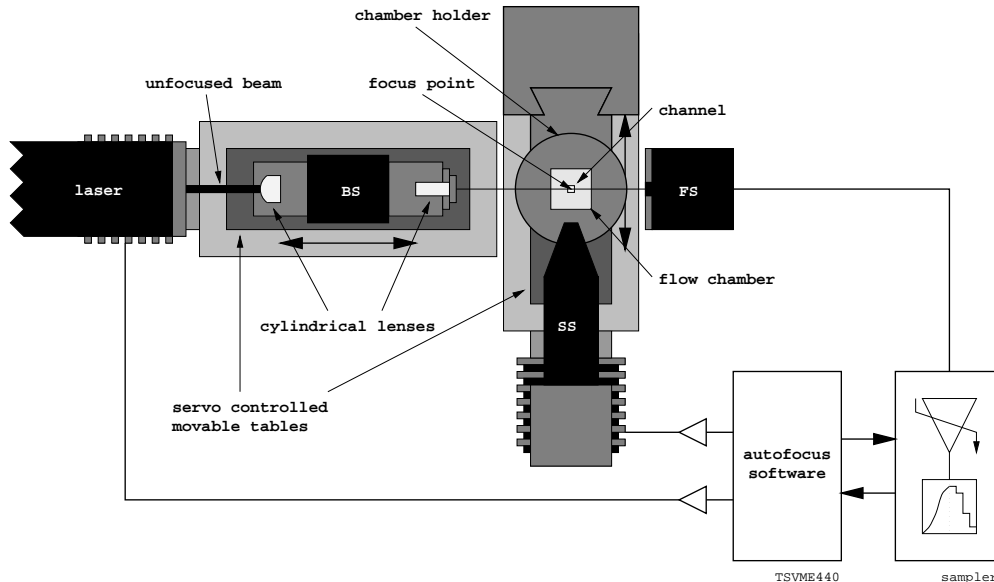 chamber holder
focus point
unfocused beam
channel
laser
BS
FS
flow chamber
cylindrical lenses
SS
servo controlled
movable tables
autofocus
software
TSVME440
sampler